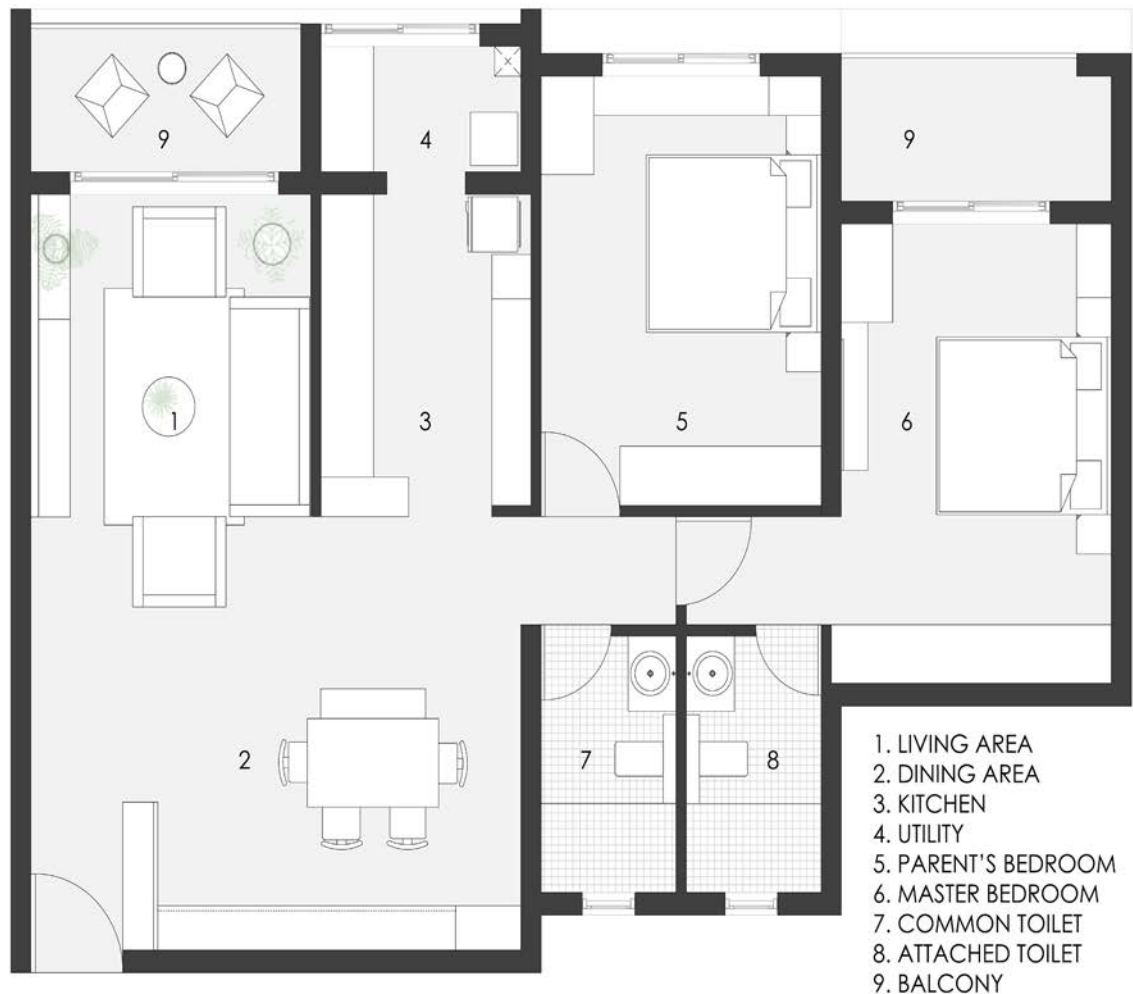 9
4
9
1
3
5
6
2
7
8
1. LIVING AREA
2. DINING AREA
3. KITCHEN
4. UTILITY
5. PARENT'S BEDROOM
6. MASTER BEDROOM
7. COMMON TOILET
8. ATTACHED TOILET
9. BALCONY